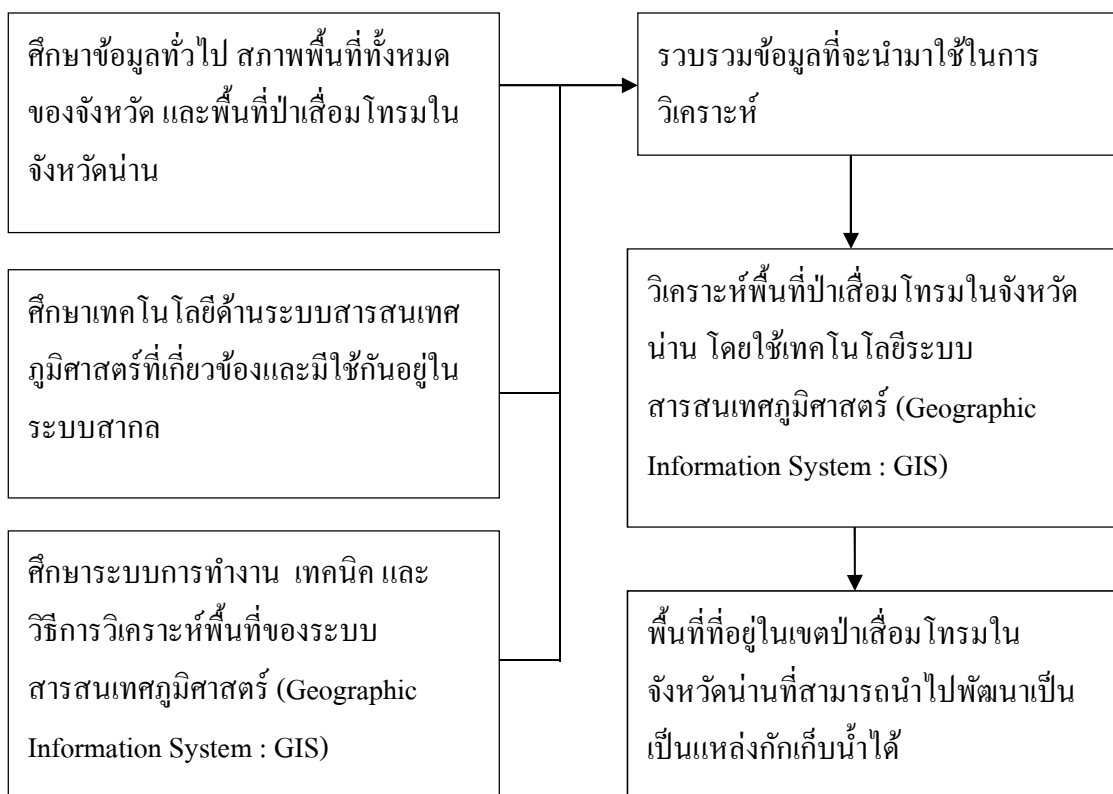 ศึกษาข้อมูลทั่วไป สภาพพื้นที่ทั้งหมด
ของจังหวัด และพื้นที่ป่าเสื่อมโทรมใน
จังหวัดน่าน
ศึกษาเทคโนโลยีด้านระบบสารสนเทศ
ภูมิศาสตร์ที่เกี่ยวข้องและมีใช้กันอยู่ใน
ระบบสากล
ศึกษาระบบการทำงาน เทคนิค และ
วิธีการวิเคราะห์พื้นที่ของระบบ
สารสนเทศภูมิศาสตร์ (Geographic
Information System : GIS)
รวบรวมข้อมูลที่จะนำมาใช้ในการ
วิเคราะห์
วิเคราะห์พื้นที่ป่าเสื่อมโทรมในจังหวัด
น่าน โดยใช้เทคโนโลยีระบบ
สารสนเทศภูมิศาสตร์ (Geographic
Information System : GIS)
พื้นที่ที่อยู่ในเขตป่าเสื่อมโทรมใน
จังหวัดน่านที่สามารถนำไปพัฒนาเป็น
เป็นแหล่งกักเก็บน้ำได้